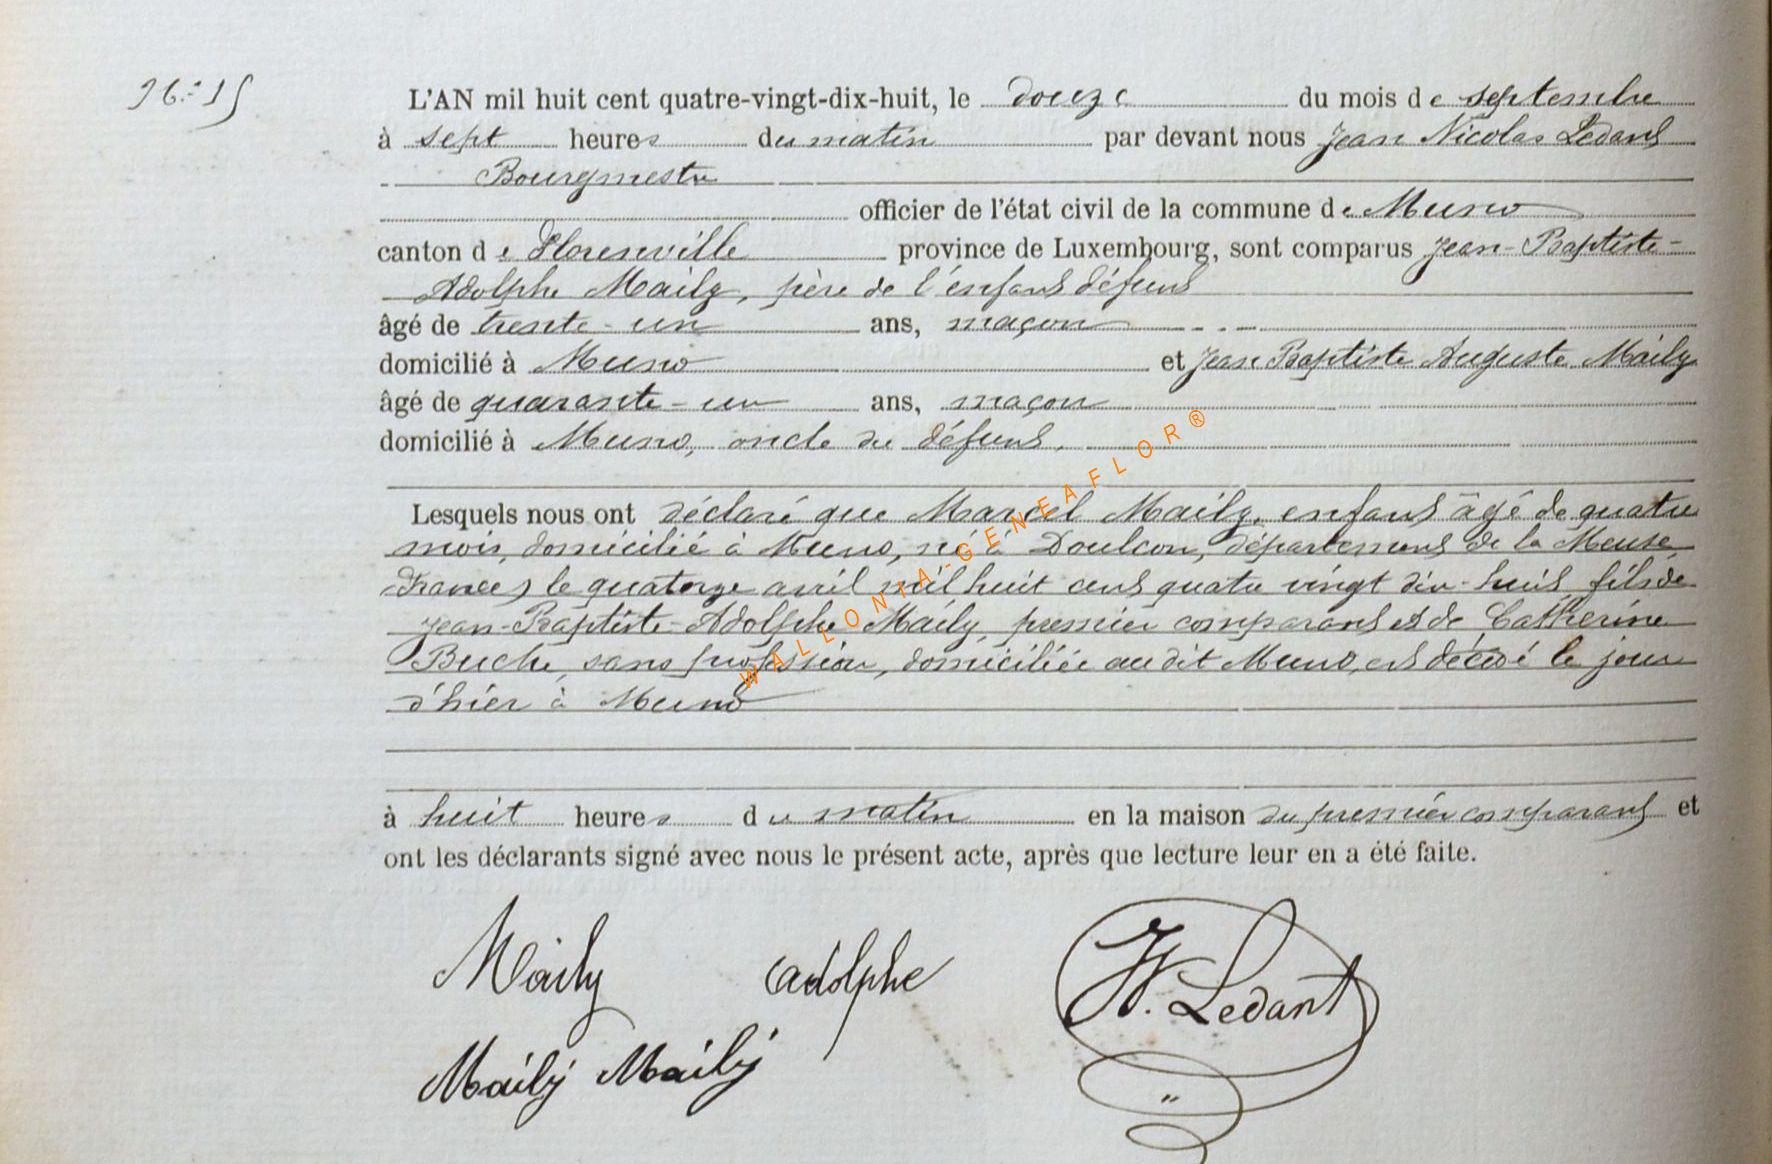 N° 15
L'AN mil huit cent quatre-vingt-dix-huit, le douze du mois de septembre
à sept heures du matin par devant nous Jean Nicolas Ledant
Bourgmestre
officier de l'état civil de la commune de Muno
canton de Florenville province de Luxembourg, sont comparus Jean-Baptiste-
Adolphe Maily, père de l'enfant défunt
âgé de trente-un ans, maçon
domicilié à Muno et Jean Baptiste Auguste Maily
âgé de quarante-un ans, maçon
domicilié à Muno, oncle du défunt,
Lesquels nous ont déclaré que Marcel Maily, enfant âgé de quatre
mois, domicilié à Muno, né à Doulcon, département de la Meuse,
(France) le quatorze avril mil huit cent quatre vingt dix-huit, fils de
Jean-Baptiste-Adolphe Maily, premier comparant et de Catherine
Buche, sans profession, domiciliée au dit Muno, est décédé le jour
d'hier à Muno
à huit heures du matin en la maison du premier comparant et
ont les déclarants signé avec nous le présent acte, après que lecture leur en a été faite.
Maily Adolphe
Ledant
Maily Maily
WALLONIA-GENEAFLOR®